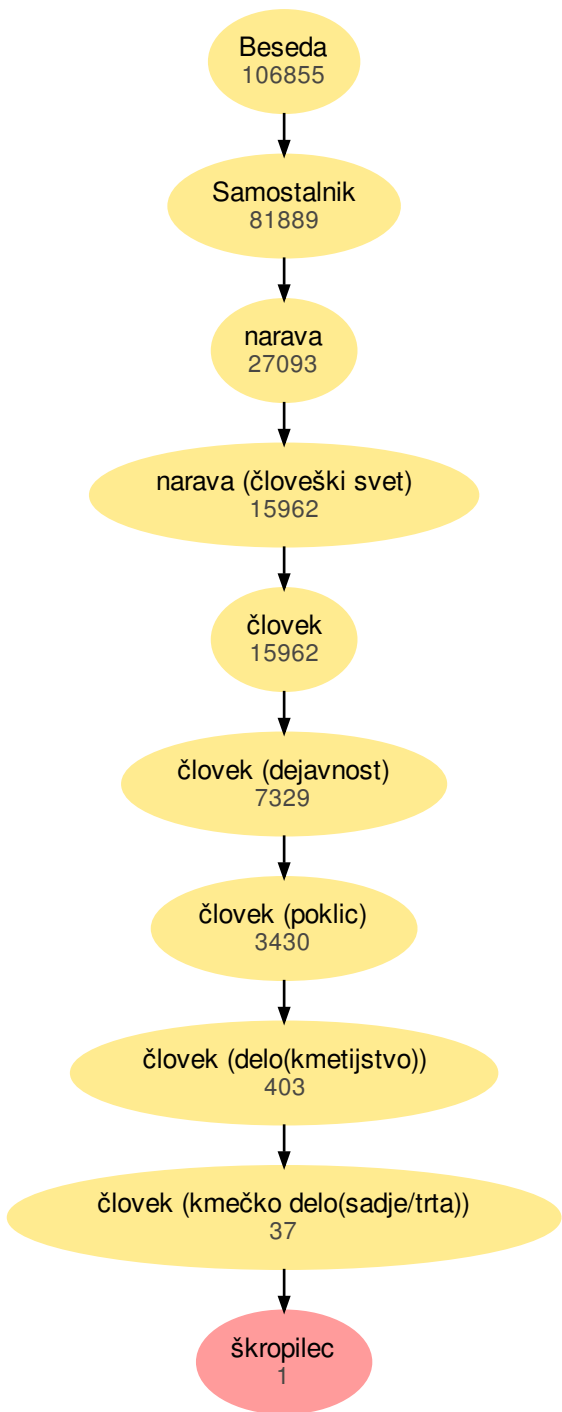 Beseda
106855
Samostalnik
81889
narava
27093
narava (človeški svet)
15962
človek
15962
človek (dejavnost)
7329
človek (poklic)
3430
človek (delo(kmetijstvo))
403
človek (kmečko delo(sadje/trta))
37
škropilec
1